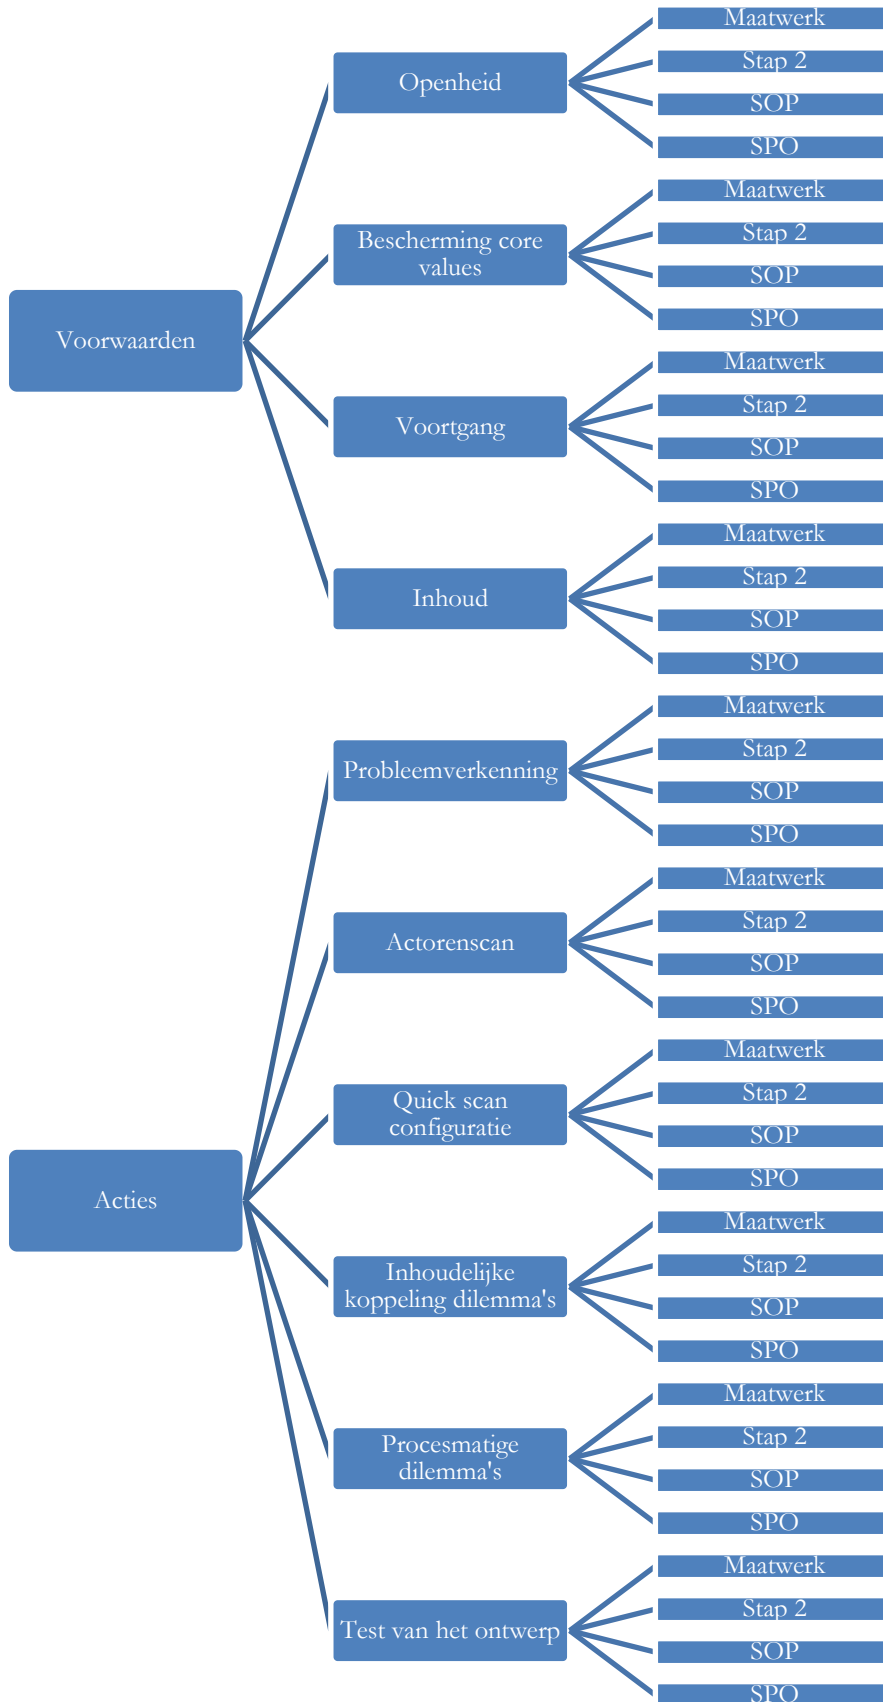 Voorwaarden
Openheid
Maatwerk
Stap 2
SOP
SPO
Bescherming core
values
Maatwerk
Stap 2
SOP
SPO
Voortgang
Maatwerk
Stap 2
SOP
SPO
Inhoud
Maatwerk
Stap 2
SOP
SPO
Acties
Probleemverkenning
Maatwerk
Stap 2
SOP
SPO
Actorenscan
Maatwerk
Stap 2
SOP
SPO
Quick scan
configuratie
Maatwerk
Stap 2
SOP
SPO
Inhoudelijke
koppeling dilemma's
Maatwerk
Stap 2
SOP
SPO
Procesmatige
dilemma's
Maatwerk
Stap 2
SOP
SPO
Test van het ontwerp
Maatwerk
Stap 2
SOP
SPO